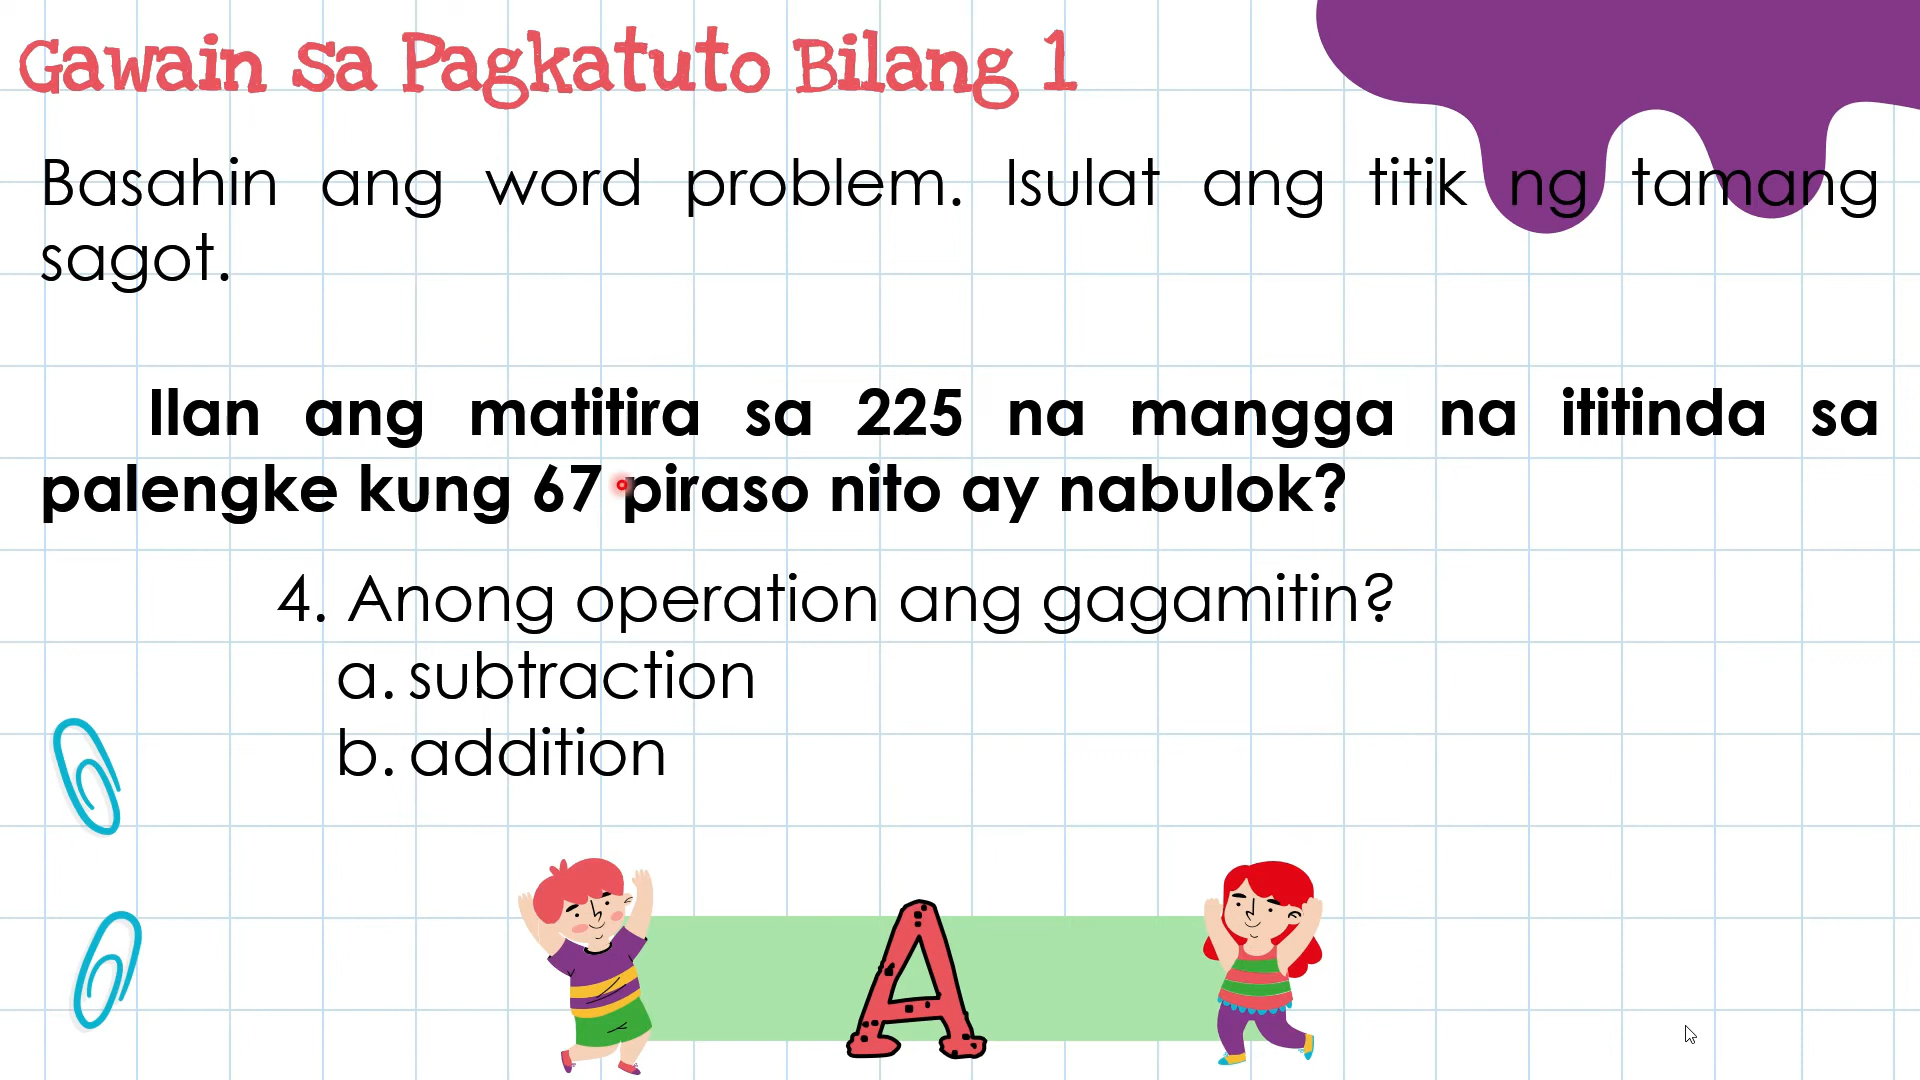 Gawain sa Pagkatuto Bilang 1
Basahin ang word problem. Isulat ang titik ng tamang
sagot.
Ilan ang matitira sa 225 na mangga na ititinda sa
palengke kung 67 piraso nito ay nabulok?
4. Anong operation ang gagamitin?
a. subtraction
b. addition
A